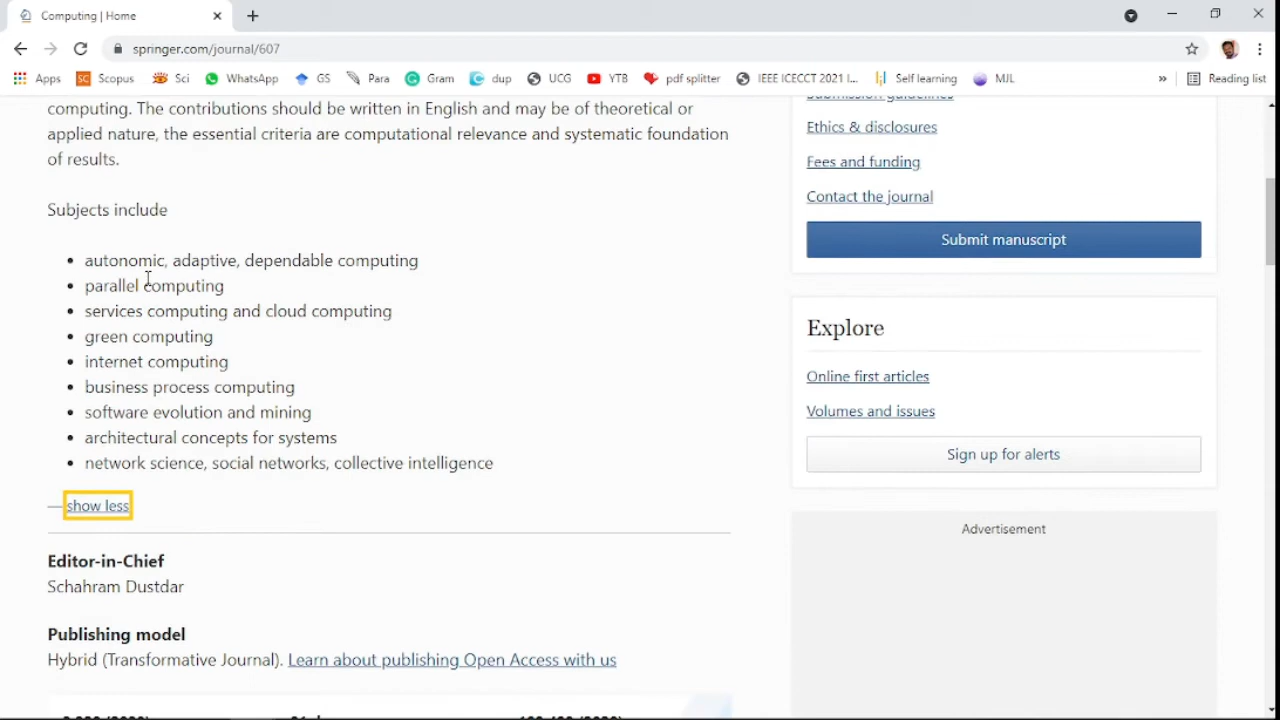 Computing | Home
springer.com/journal/607
Apps
SC Scopus
Sci
WhatsApp
GS
Para
Gram
dup
UCG
YTB
pdf splitter
IEEE ICECCT 2021 I...
Self learning
MJL
»
Reading list
computing. The contributions should be written in English and may be of theoretical or
applied nature, the essential criteria are computational relevance and systematic foundation
of results.
Subjects include
• autonomic, adaptive, dependable computing
• parallel computing
• services computing and cloud computing
• green computing
• internet computing
• business process computing
• software evolution and mining
• architectural concepts for systems
• network science, social networks, collective intelligence
— show less
Editor-in-Chief
Schahram Dustdar
Publishing model
Hybrid (Transformative Journal). Learn about publishing Open Access with us
Submission guidelines
Ethics & disclosures
Fees and funding
Contact the journal
Submit manuscript
Explore
Online first articles
Volumes and issues
Sign up for alerts
Advertisement